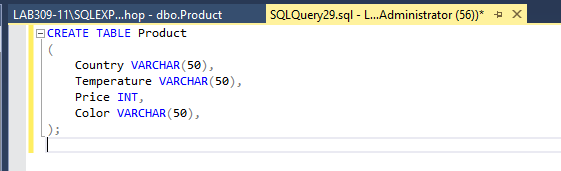 LAB309-11\SQLEXP...hop - dbo.Product
SQLQuery29.sql - L...Administrator (56))*
CREATE TABLE Product
(
Country VARCHAR(50),
Temperature VARCHAR(50),
Price INT,
Color VARCHAR(50),
);